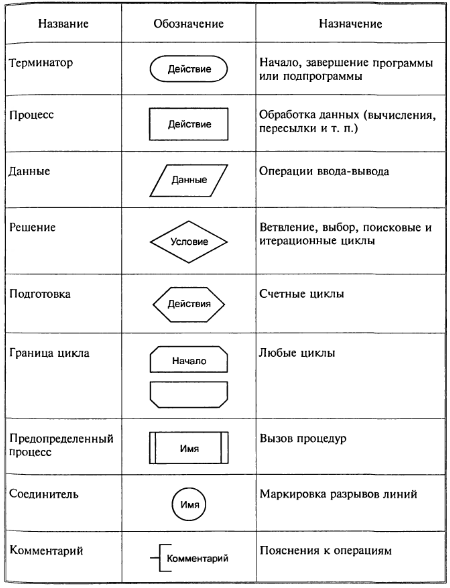 Название Обозначение Назначение
Терминатор Действие Начало, завершение программы
или подпрограммы
Процесс Действие Обработка данных (вычисления,
пересылки и т. п.)
Данные Данные Операции ввода-вывода
Решение Условие Ветвление, выбор, поисковые и
итерационные циклы
Подготовка Действия Счетные циклы
Граница цикла Начало Любые циклы
Предопределенный
процесс Имя Вызов процедур
Соединитель Имя Маркировка разрывов линий
Комментарий Комментарий Пояснения к операциям